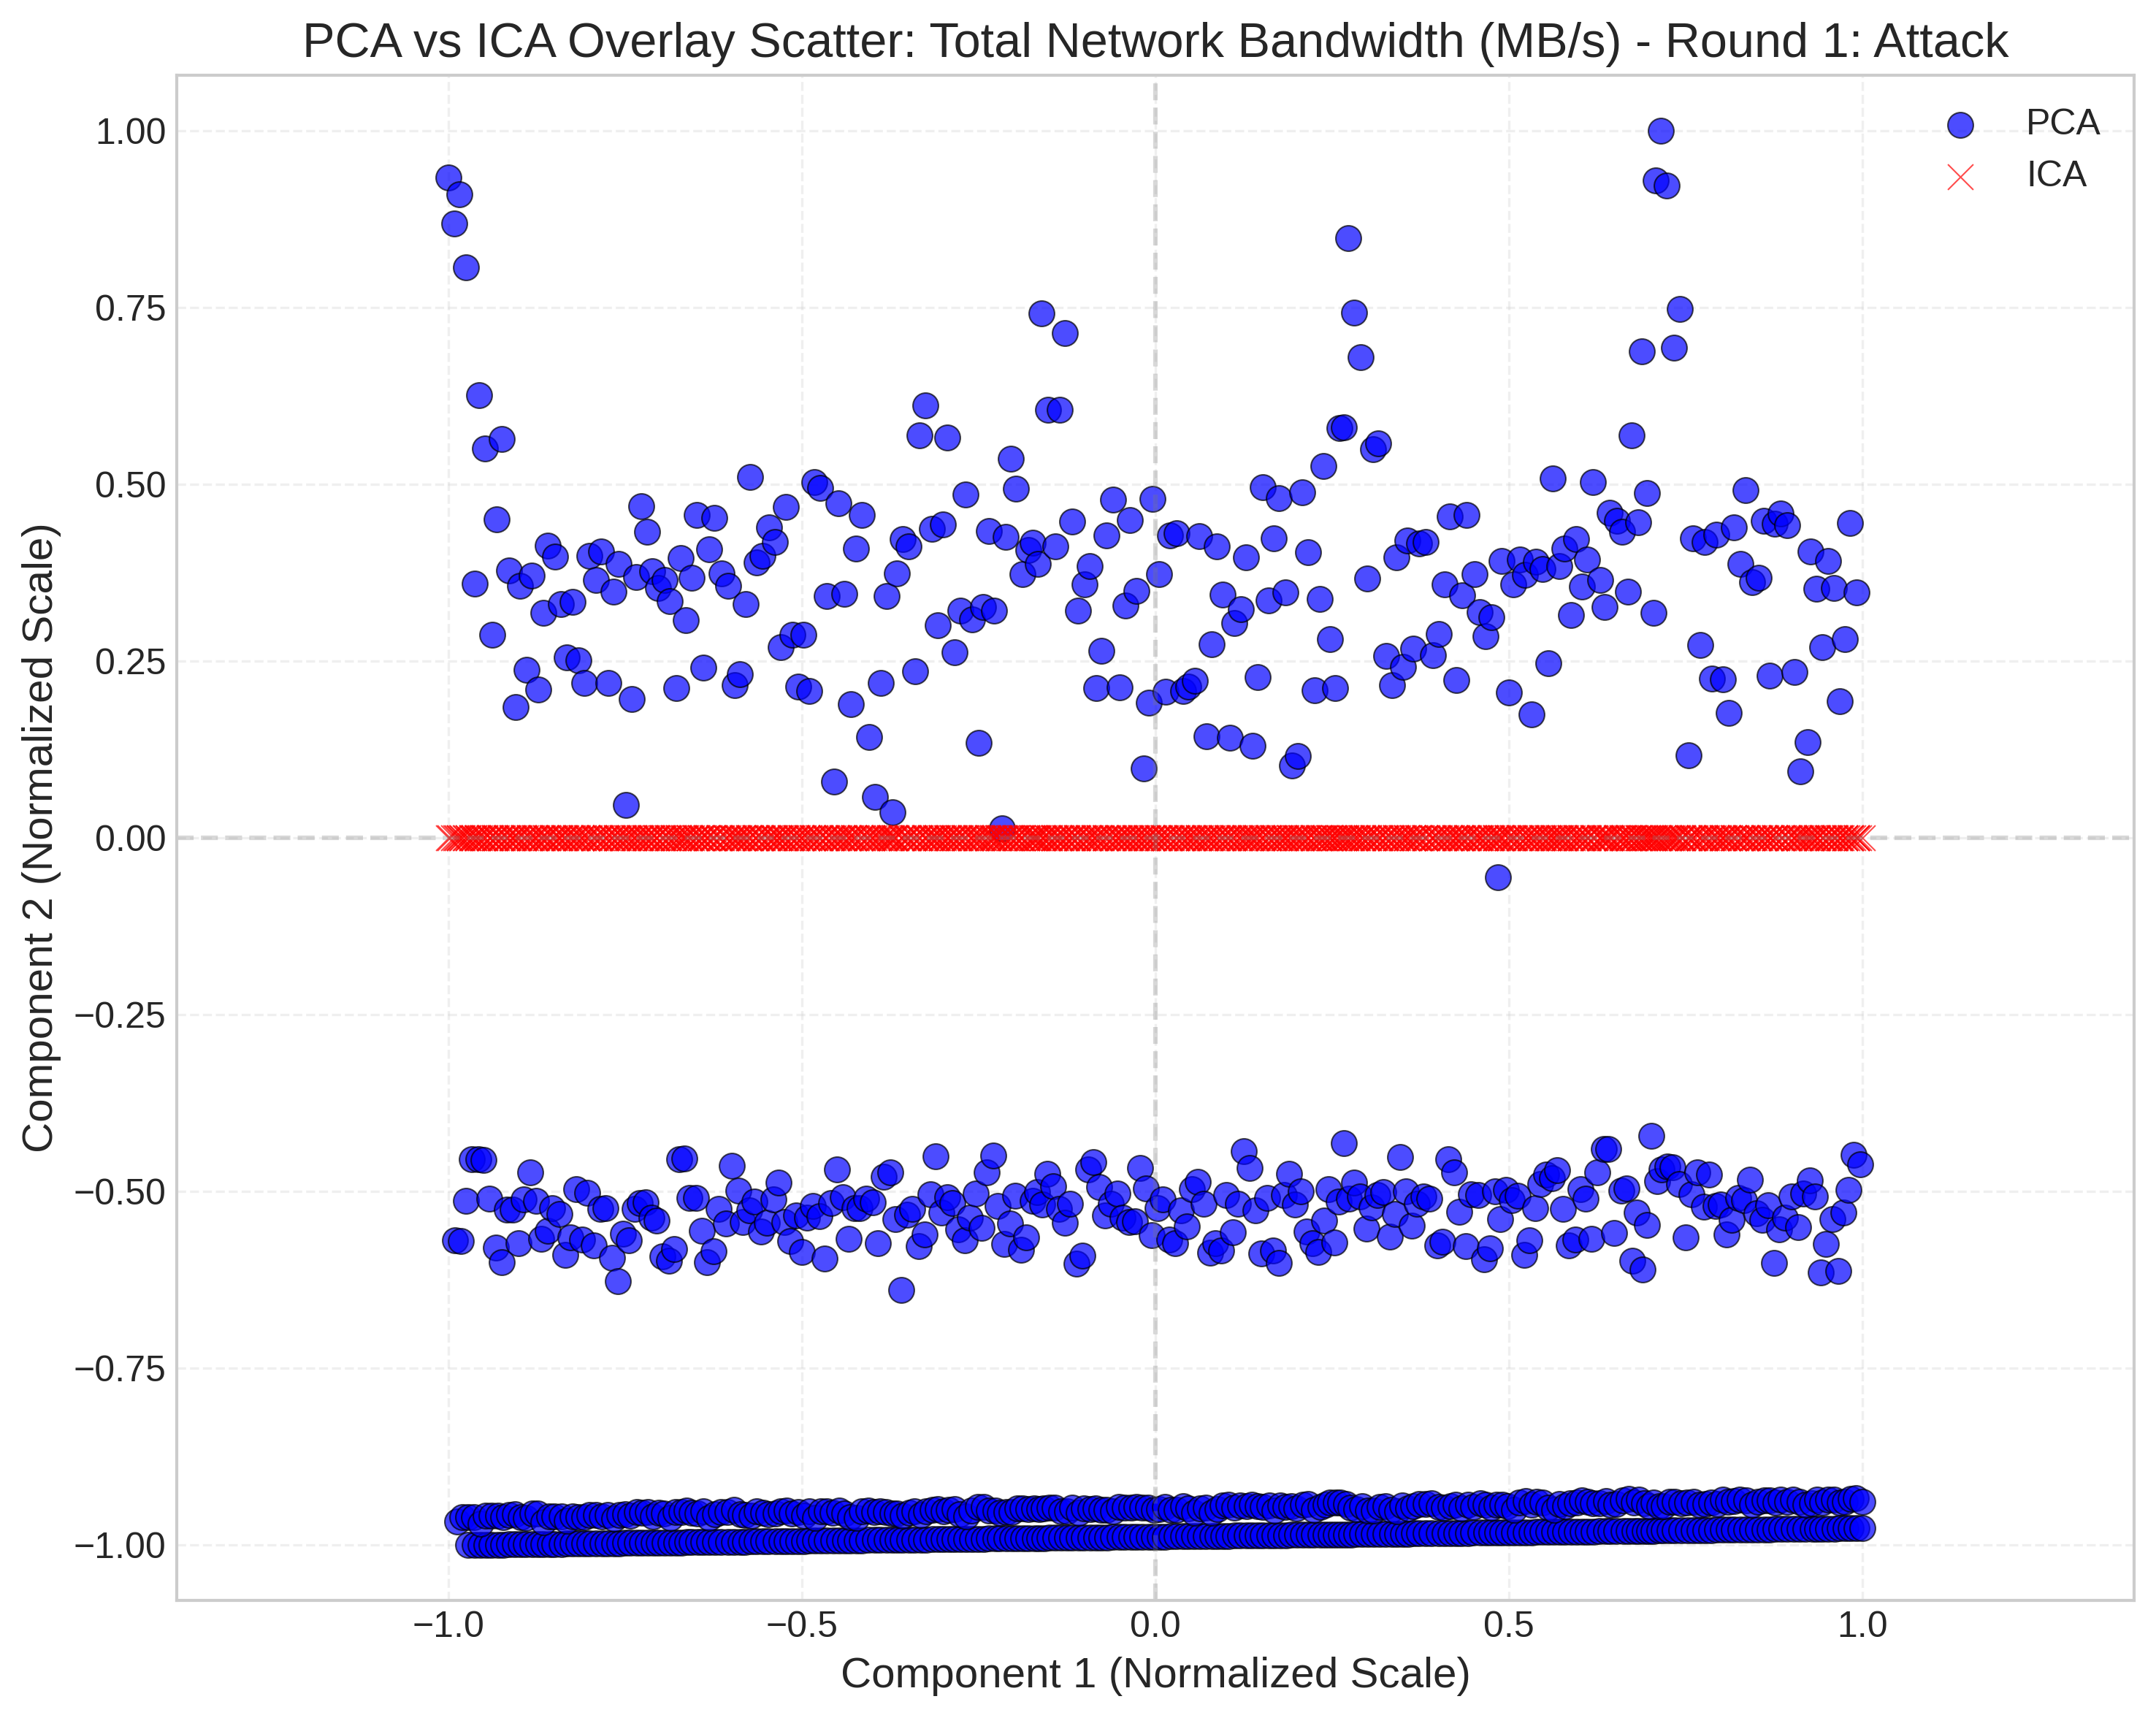 PCA vs ICA Overlay Scatter: Total Network Bandwidth (MB/s) - Round 1: Attack
PCA
ICA
Component 2 (Normalized Scale)
1.00
0.75
0.50
0.25
0.00
−0.25
−0.50
−0.75
−1.00
−1.0
−0.5
0.0
0.5
1.0
Component 1 (Normalized Scale)